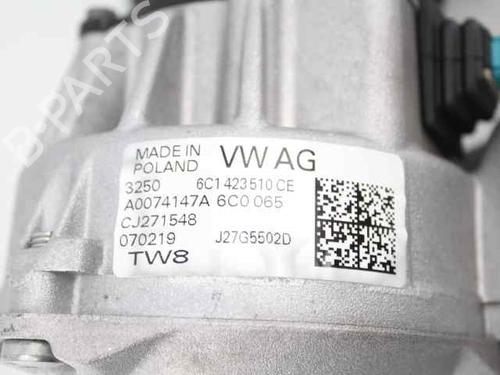 B-PARTS
MADE IN
POLAND
VW AG
3250 6C1 423 510 CE
A0074147A 6C0 065
CJ271548
070219 J27G5502D
TW8